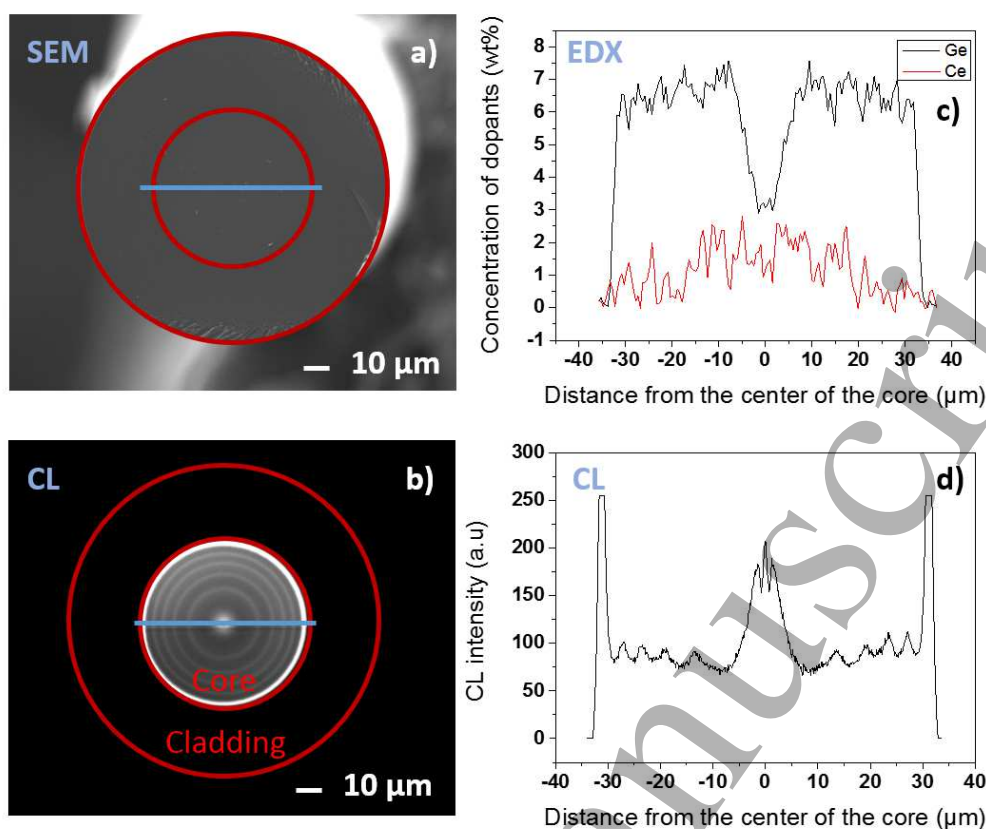 SEM
a)
10 µm
EDX
c)
Ge
Ce
Concentration of dopants (wt%)
8
7
6
5
4
3
2
1
0
-1
-40 -30 -20 -10 0 10 20 30 40
Distance from the center of the core (µm)
CL
b)
Core
Cladding
10 µm
CL
d)
CL intensity (a.u)
300
250
200
150
100
50
0
-40 -30 -20 -10 0 10 20 30 40
Distance from the center of the core (µm)
nuscri